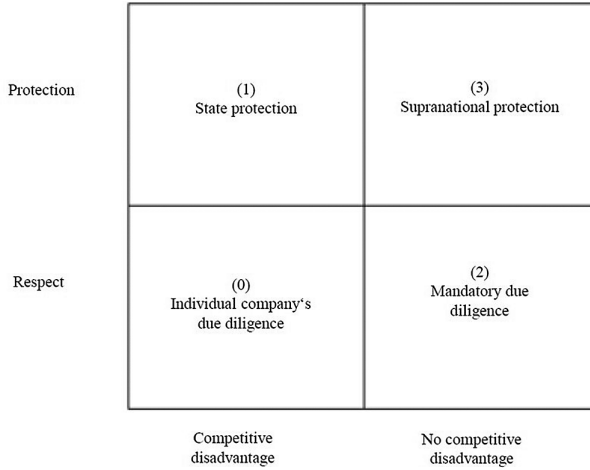 Protection
(1)
State protection
(3)
Supranational protection
Respect
(0)
Individual company‘s
due diligence
(2)
Mandatory due
diligence
Competitive
disadvantage
No competitive
disadvantage